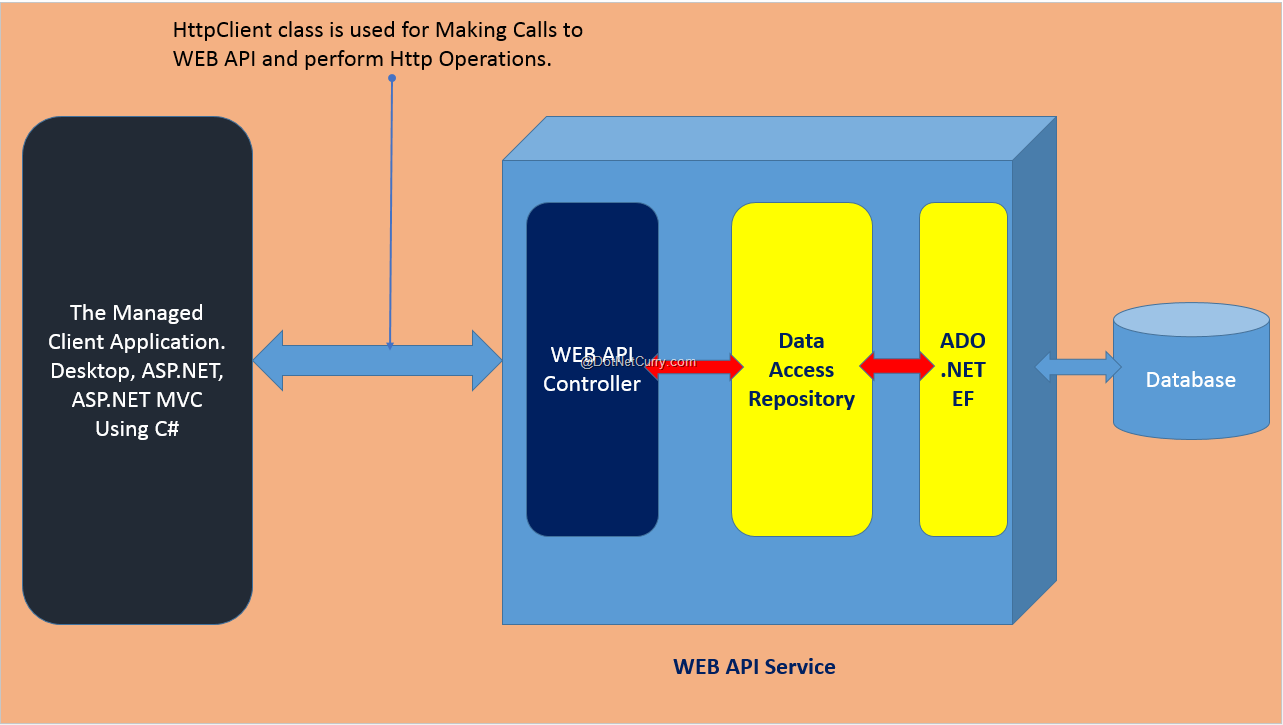 HttpClient class is used for Making Calls to
WEB API and perform Http Operations.
The Managed
Client Application.
Desktop, ASP.NET,
ASP.NET MVC
Using C#
WEB API
Controller
@DotNetCurry.com
Data
Access
Repository
ADO
.NET
EF
Database
WEB API Service